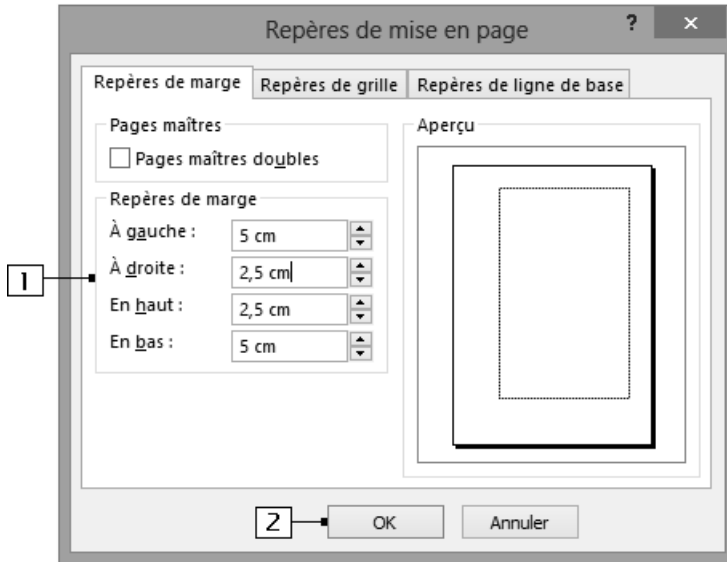 Repères de mise en page ? ×
Repères de marge Repères de grille Repères de ligne de base
Pages maîtres
Pages maîtres doubles
Repères de marge
À gauche : 5 cm
À droite : 2,5 cm
En haut : 2,5 cm
En bas : 5 cm
Aperçu
1
2
OK Annuler